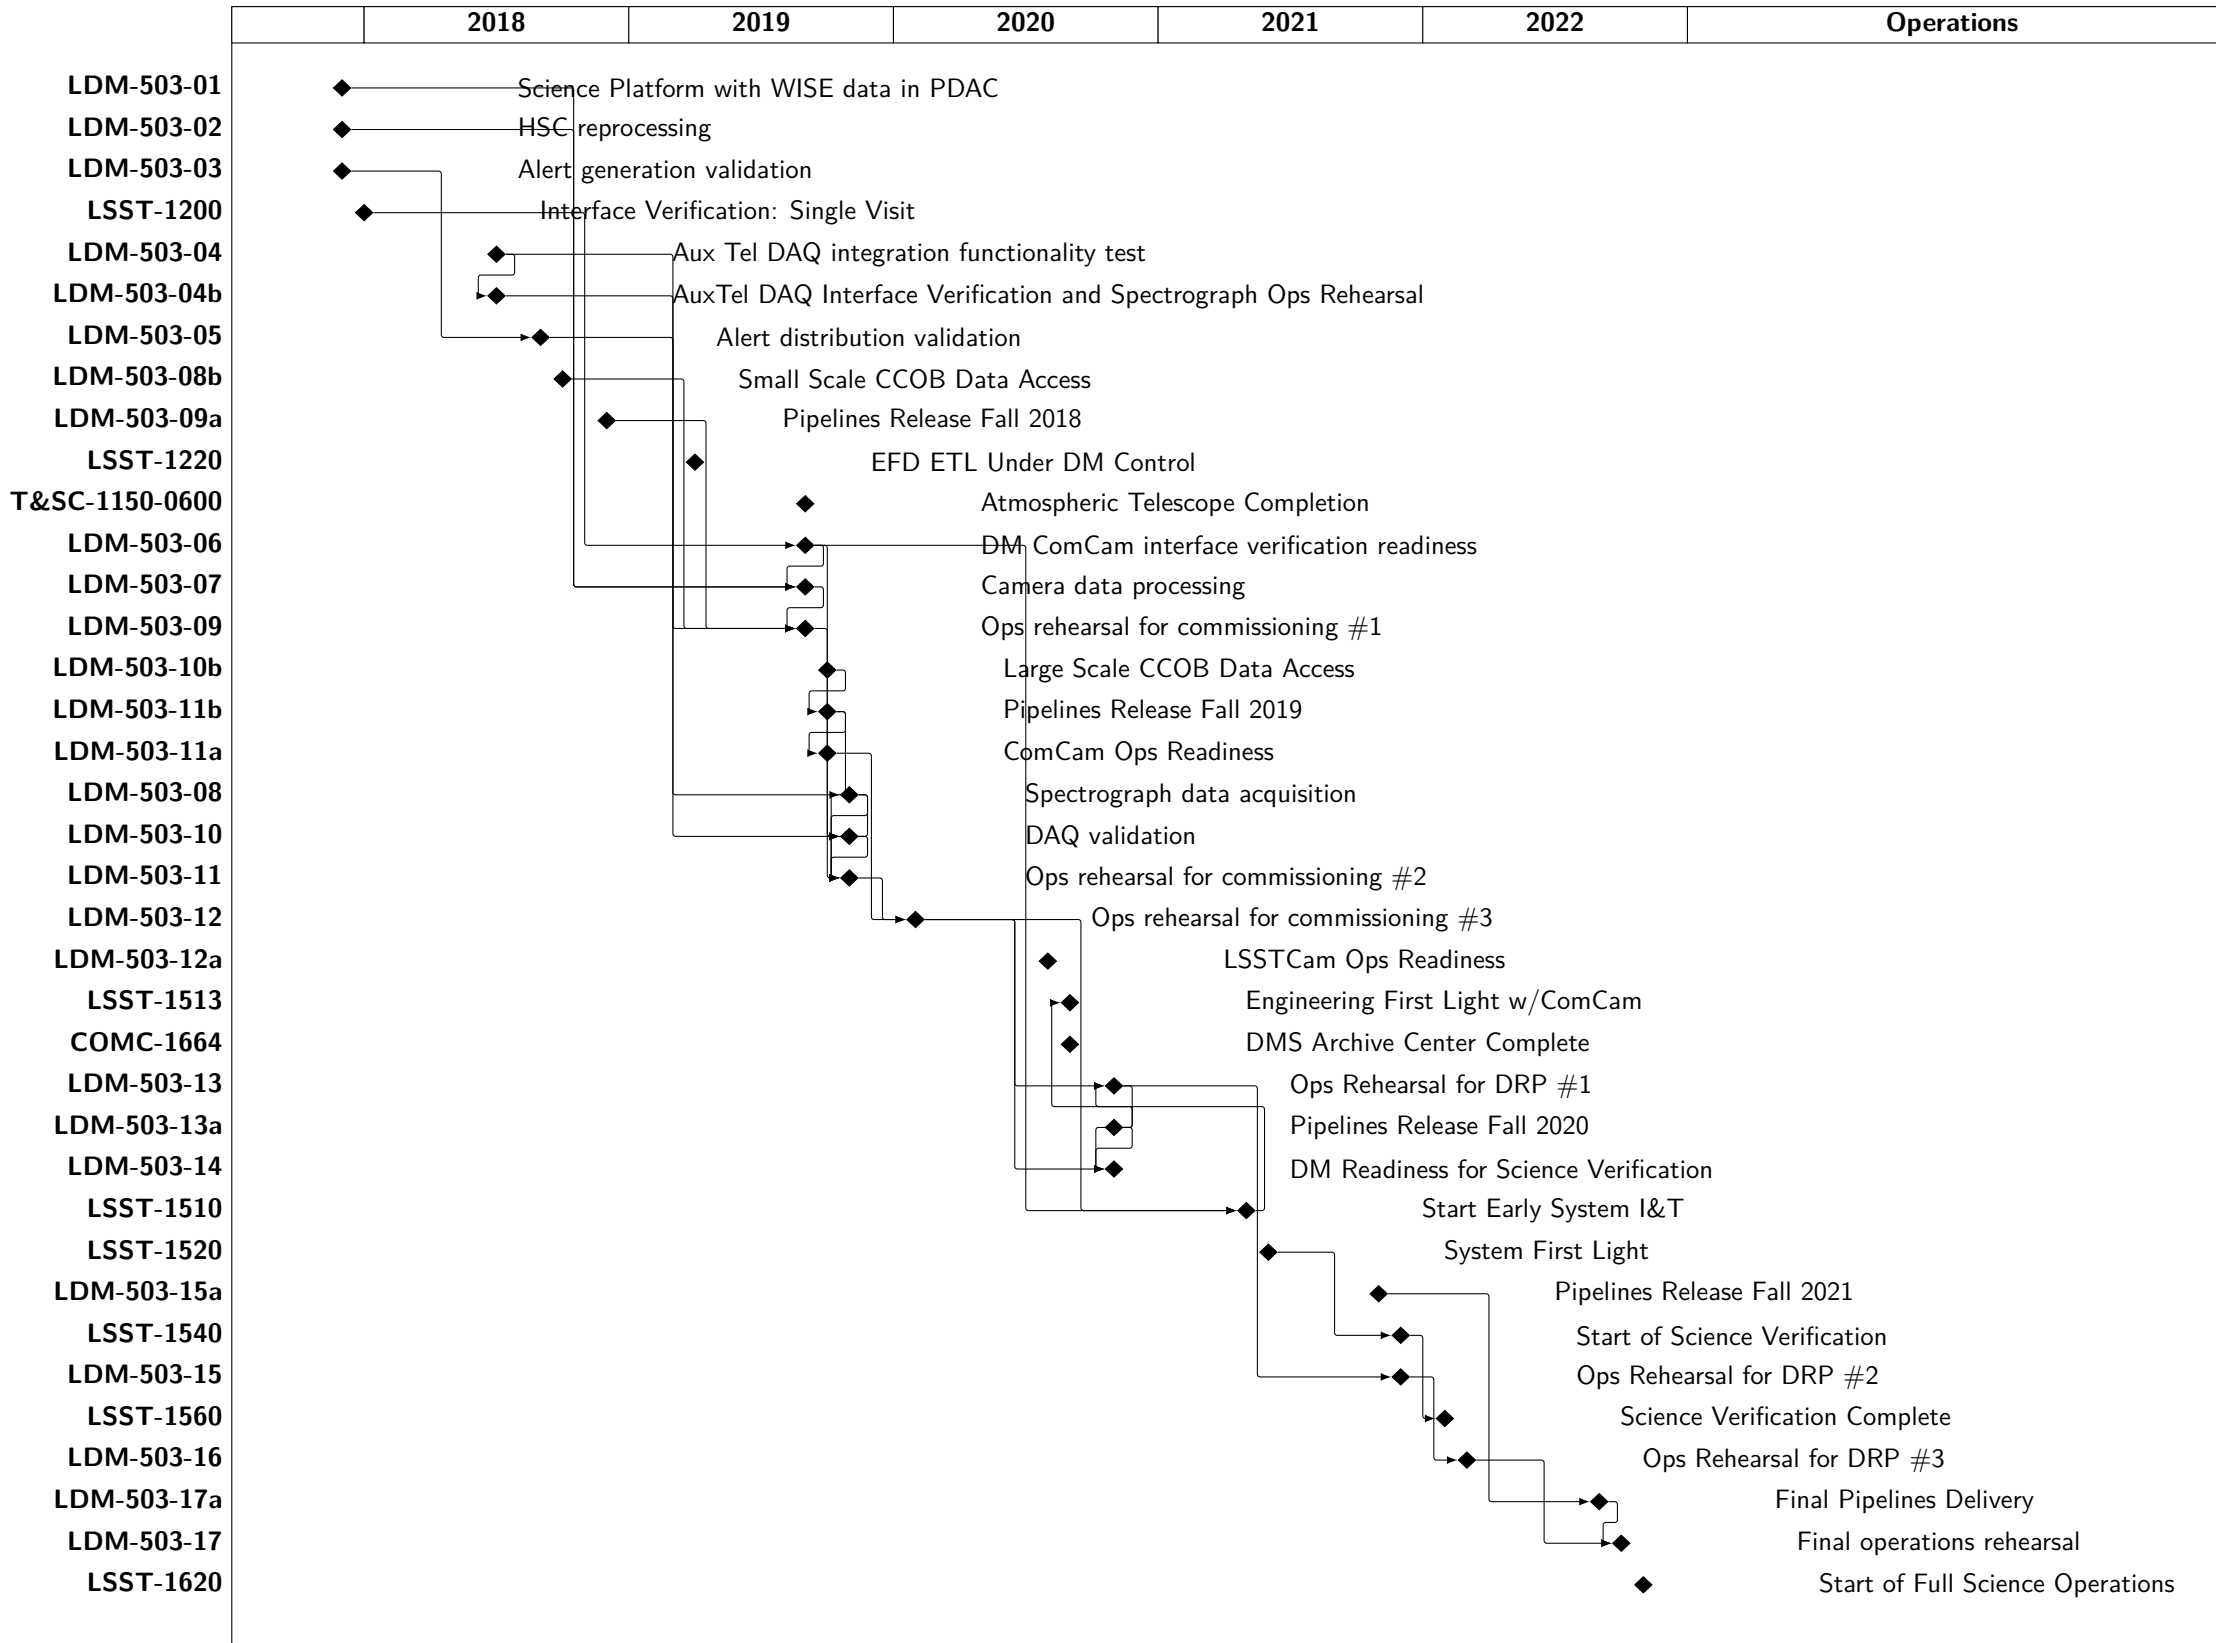 2018 2019 2020 2021 2022 Operations
LDM-503-01 Science Platform with WISE data in PDAC
LDM-503-02 HSC reprocessing
LDM-503-03 Alert generation validation
LSST-1200 Interface Verification: Single Visit
LDM-503-04 Aux Tel DAQ integration functionality test
LDM-503-04b AuxTel DAQ Interface Verification and Spectrograph Ops Rehearsal
LDM-503-05 Alert distribution validation
LDM-503-08b Small Scale CCOB Data Access
LDM-503-09a Pipelines Release Fall 2018
LSST-1220 EFD ETL Under DM Control
T&SC-1150-0600 Atmospheric Telescope Completion
LDM-503-06 DM ComCam interface verification readiness
LDM-503-07 Camera data processing
LDM-503-09 Ops rehearsal for commissioning #1
LDM-503-10b Large Scale CCOB Data Access
LDM-503-11b Pipelines Release Fall 2019
LDM-503-11a ComCam Ops Readiness
LDM-503-08 Spectrograph data acquisition
LDM-503-10 DAQ validation
LDM-503-11 Ops rehearsal for commissioning #2
LDM-503-12 Ops rehearsal for commissioning #3
LDM-503-12a LSSTCam Ops Readiness
LSST-1513 Engineering First Light w/ComCam
COMC-1664 DMS Archive Center Complete
LDM-503-13 Ops Rehearsal for DRP #1
LDM-503-13a Pipelines Release Fall 2020
LDM-503-14 DM Readiness for Science Verification
LSST-1510 Start Early System I&T
LSST-1520 System First Light
LDM-503-15a Pipelines Release Fall 2021
LSST-1540 Start of Science Verification
LDM-503-15 Ops Rehearsal for DRP #2
LSST-1560 Science Verification Complete
LDM-503-16 Ops Rehearsal for DRP #3
LDM-503-17a Final Pipelines Delivery
LDM-503-17 Final operations rehearsal
LSST-1620 Start of Full Science Operations